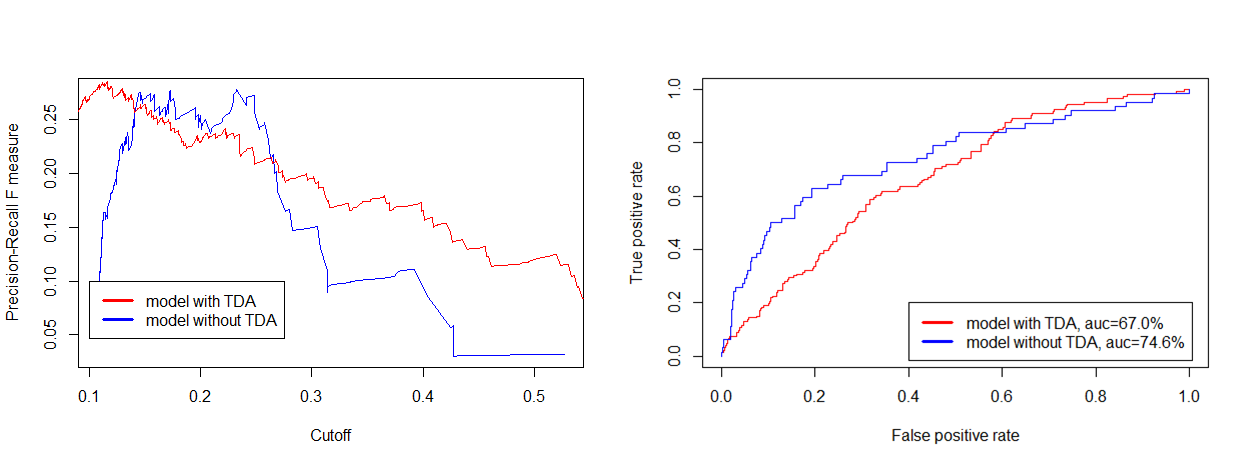 Precision-Recall F measure
0.25
0.20
0.15
0.10
0.05
model with TDA
model without TDA
0.1 0.2 0.3 0.4 0.5
Cutoff
True positive rate
1.0
0.8
0.6
0.4
0.2
0.0
model with TDA, auc=67.0%
model without TDA, auc=74.6%
0.0 0.2 0.4 0.6 0.8 1.0
False positive rate